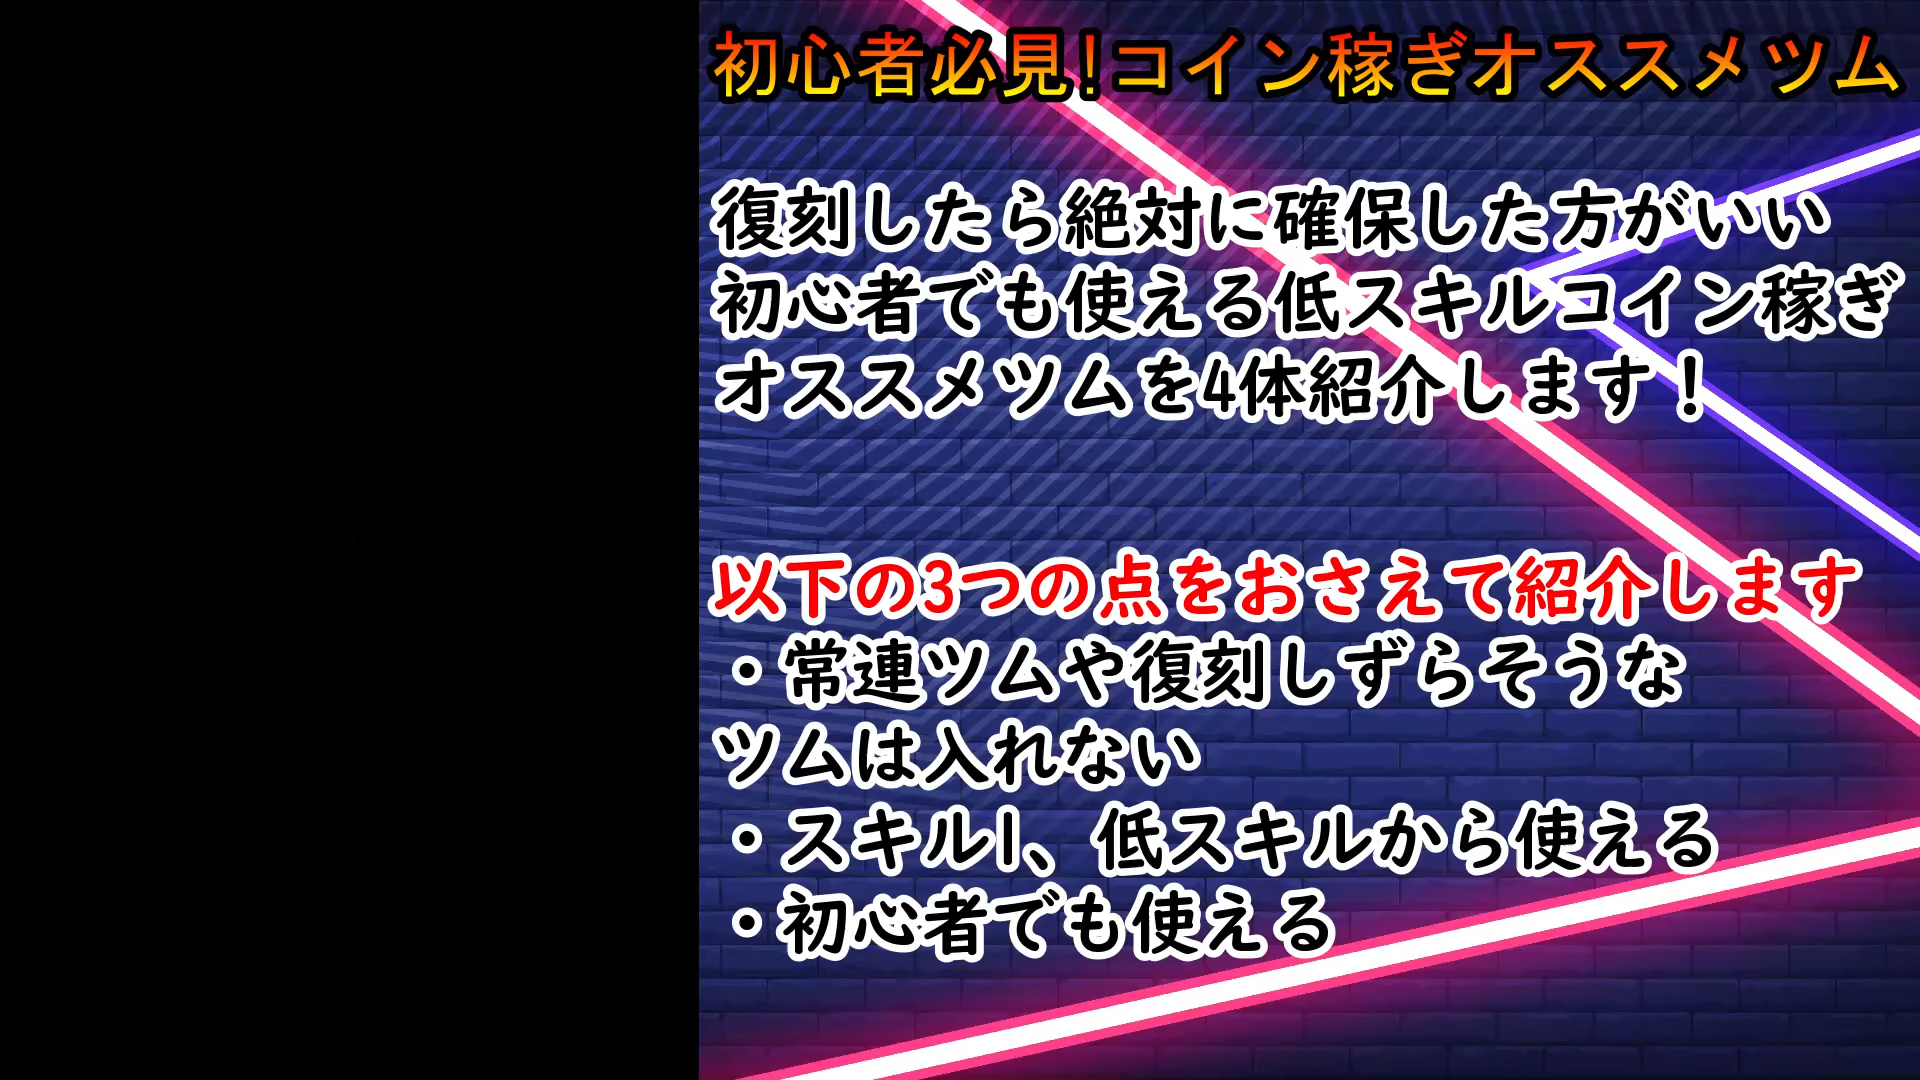 初心者必見!コイン稼ぎオススメツム
復刻したら絶対に確保した方がいい
初心者でも使える低スキルコイン稼ぎ
オススメツムを4体紹介します！
以下の3つの点をおさえて紹介します
・常連ツムや復刻しずらそうな
ツムは入れない
・スキル1、低スキルから使える
・初心者でも使える